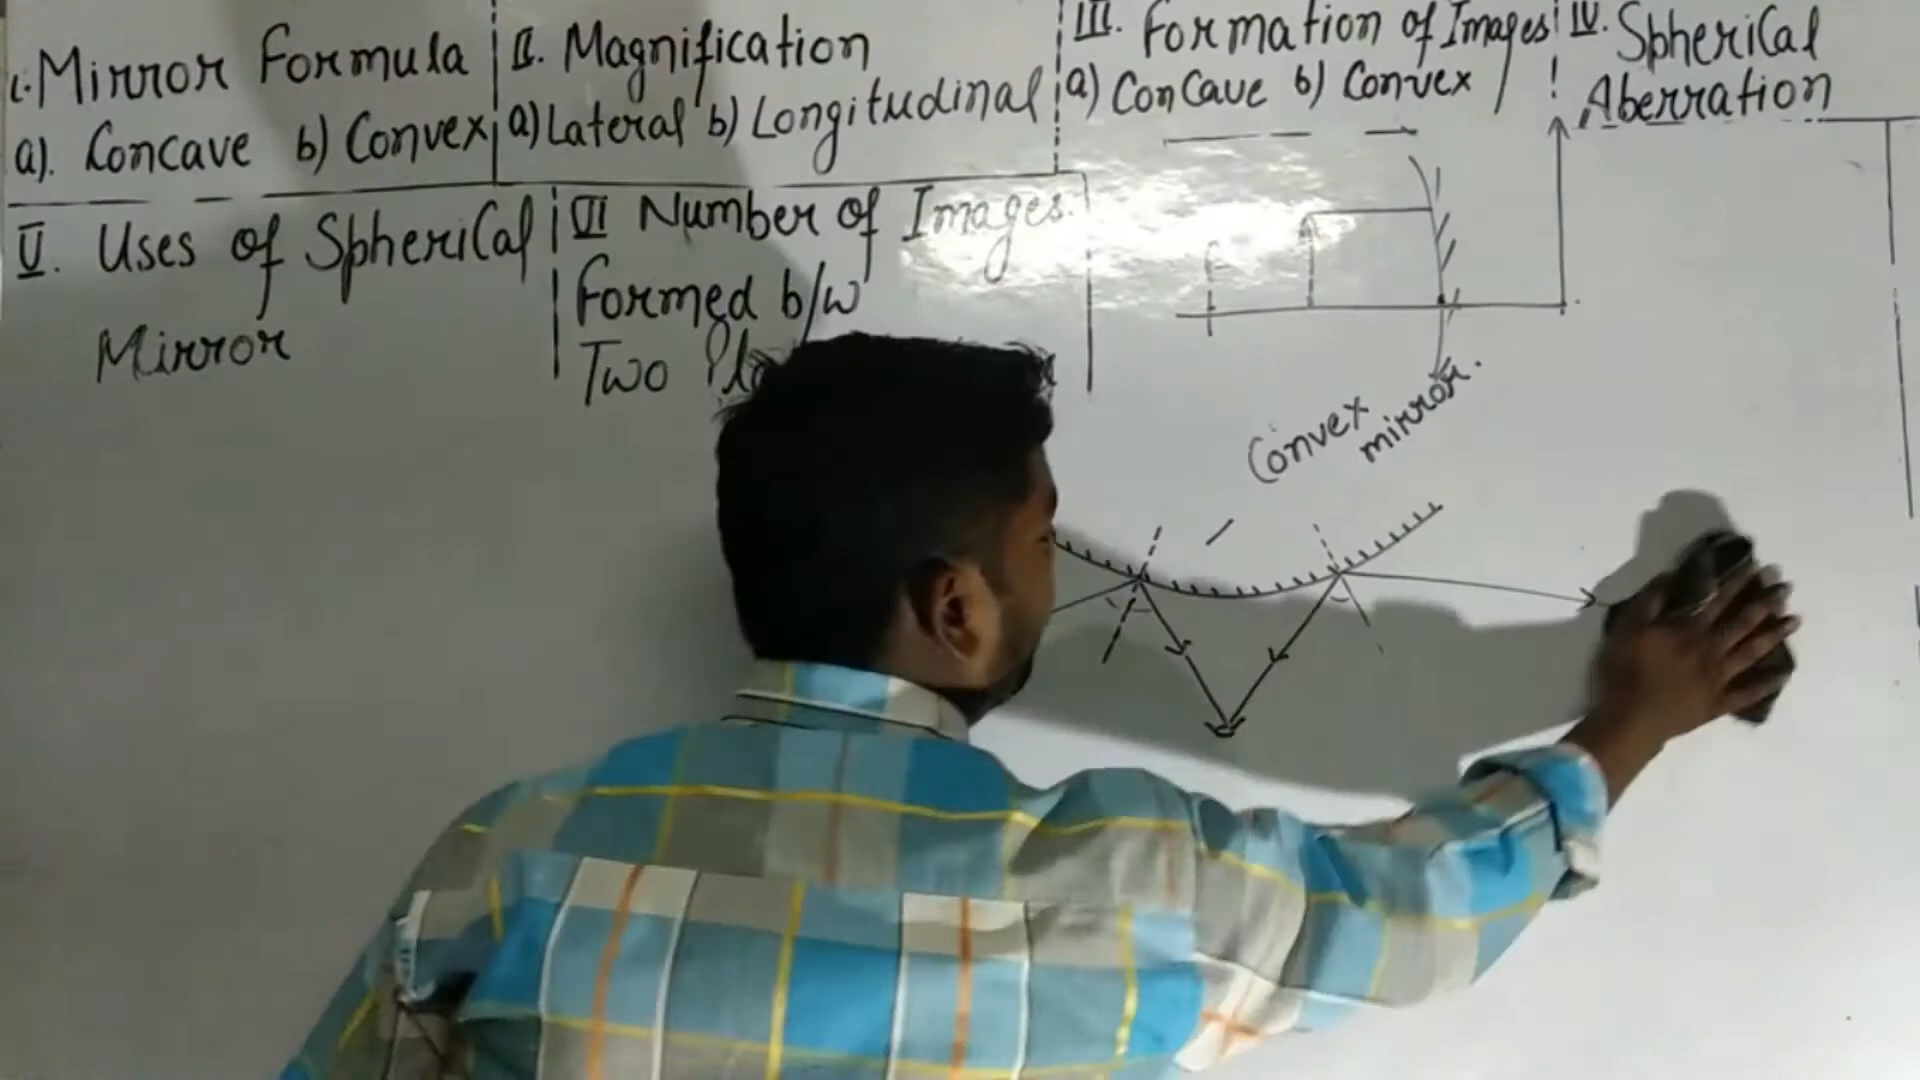 I. Mirror Formula
a). Concave b) Convex
II. Magnification
a) Lateral b) Longitudinal
III. Formation of Images
a) Concave b) Convex
IV. Spherical
Aberration
V. Uses of Spherical
Mirror
VI Number of Images
formed b/w
Two
Convex
mirror.